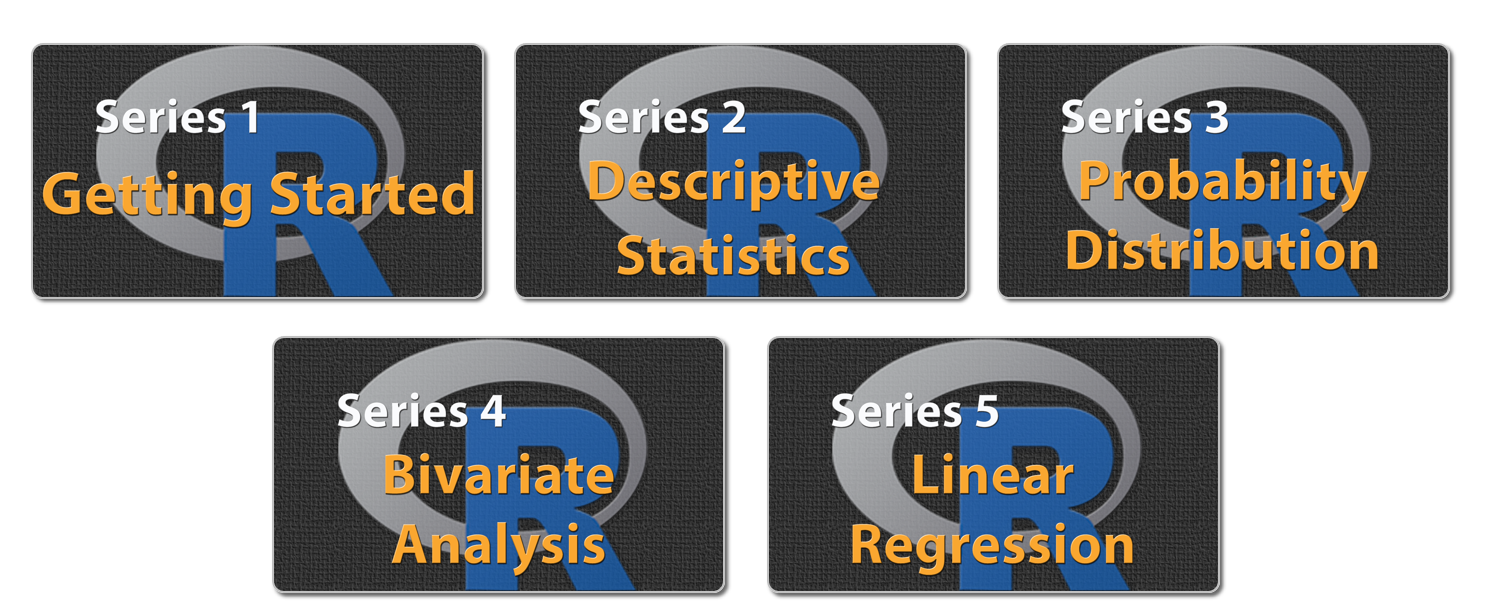 Series 1
Getting Started
Series 2
Descriptive
Statistics
Series 3
Probability
Distribution
Series 4
Bivariate
Analysis
Series 5
Linear
Regression